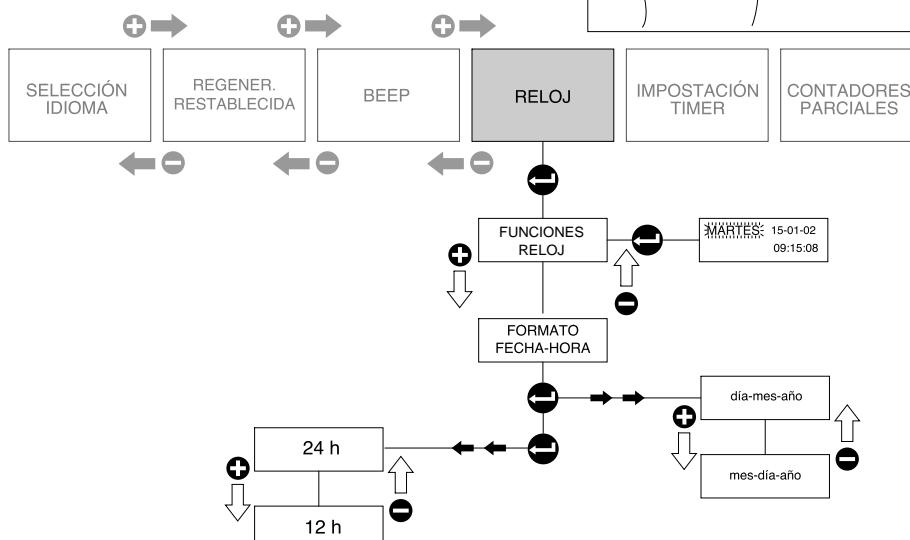 SELECCIÓN
IDIOMA
REGENER.
RESTABLECIDA
BEEP
RELOJ
IMPOSTACIÓN
TIMER
CONTADORES
PARCIALES
FUNCIONES
RELOJ
MARTES 15-01-02
09:15:08
FORMATO
FECHA-HORA
día-mes-año
mes-día-año
24 h
12 h